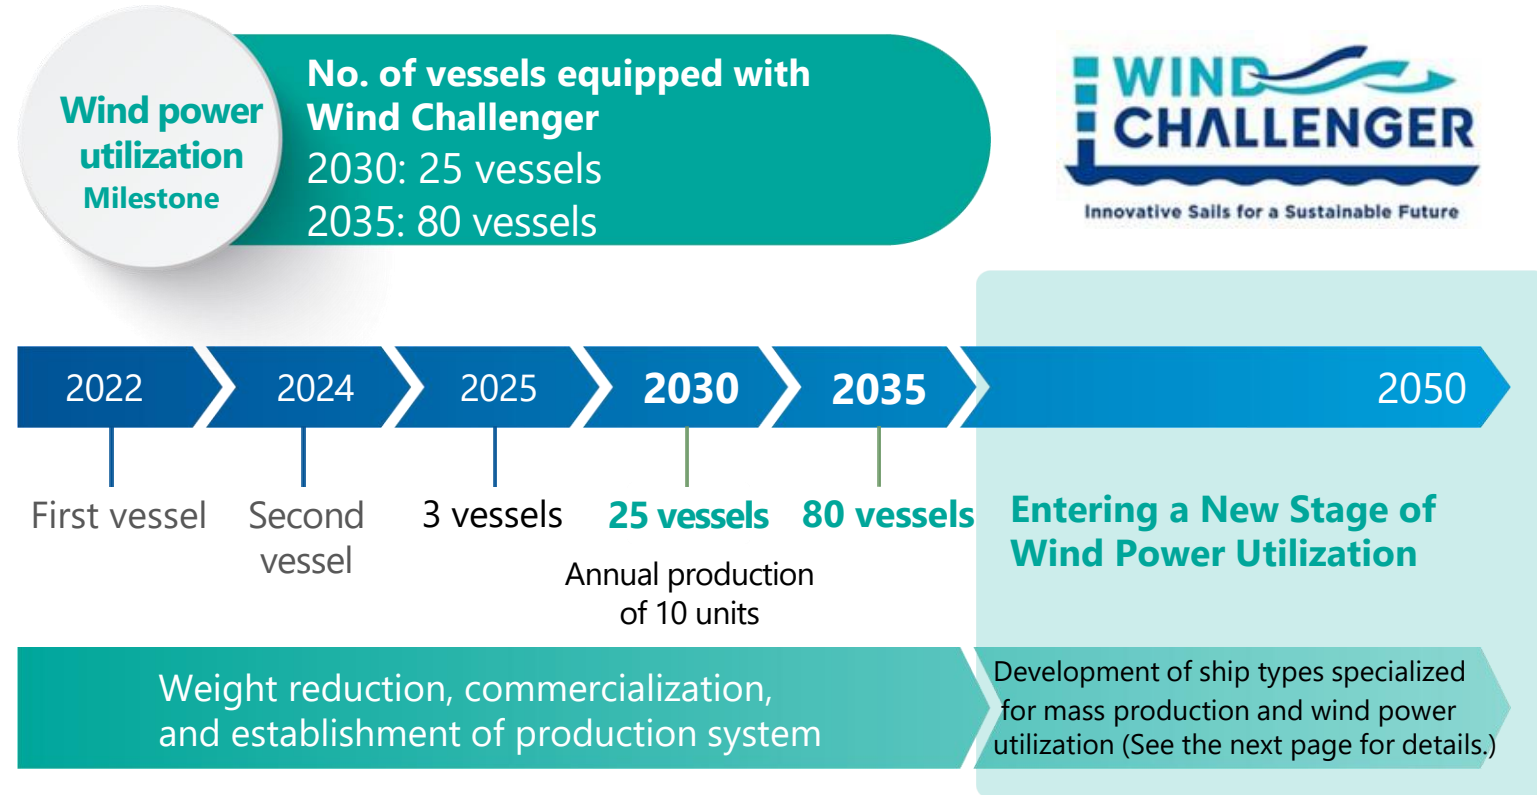 Wind power
utilization
Milestone
No. of vessels equipped with
Wind Challenger
2030: 25 vessels
2035: 80 vessels
WIND
CHALLENGER
Innovative Sails for a Sustainable Future
2022
2024
2025
2030
2035
2050
First vessel
Second
vessel
3 vessels
25 vessels
80 vessels
Annual production
of 10 units
Entering a New Stage of
Wind Power Utilization
Weight reduction, commercialization,
and establishment of production system
Development of ship types specialized
for mass production and wind power
utilization (See the next page for details.)